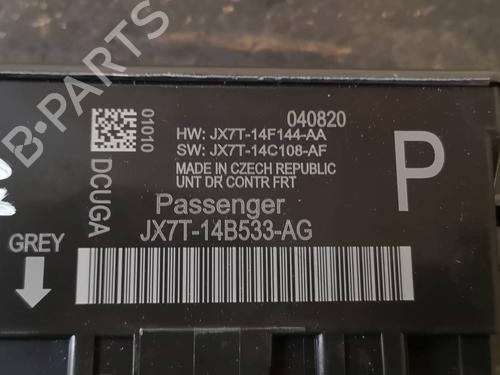 B-PARTS
040820
01010
DCUGA
HW: JX7T-14F144-AA
SW: JX7T-14C108-AF
MADE IN CZECH REPUBLIC
UNT DR CONTR FRT
P
Passenger
JX7T-14B533-AG
GREY